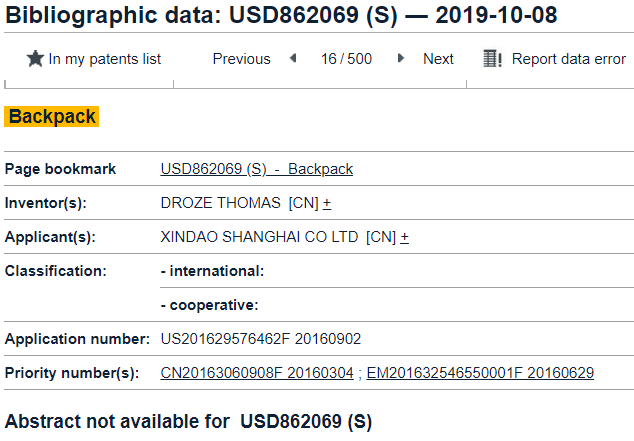 Bibliographic data: USD862069 (S) — 2019-10-08
In my patents list Previous 16 / 500 Next Report data error
Backpack
Page bookmark USD862069 (S) - Backpack
Inventor(s): DROZE THOMAS [CN] +
Applicant(s): XINDAO SHANGHAI CO LTD [CN] +
Classification: - international:
- cooperative:
Application number: US201629576462F 20160902
Priority number(s): CN20163060908F 20160304 ; EM201632546550001F 20160629
Abstract not available for USD862069 (S)